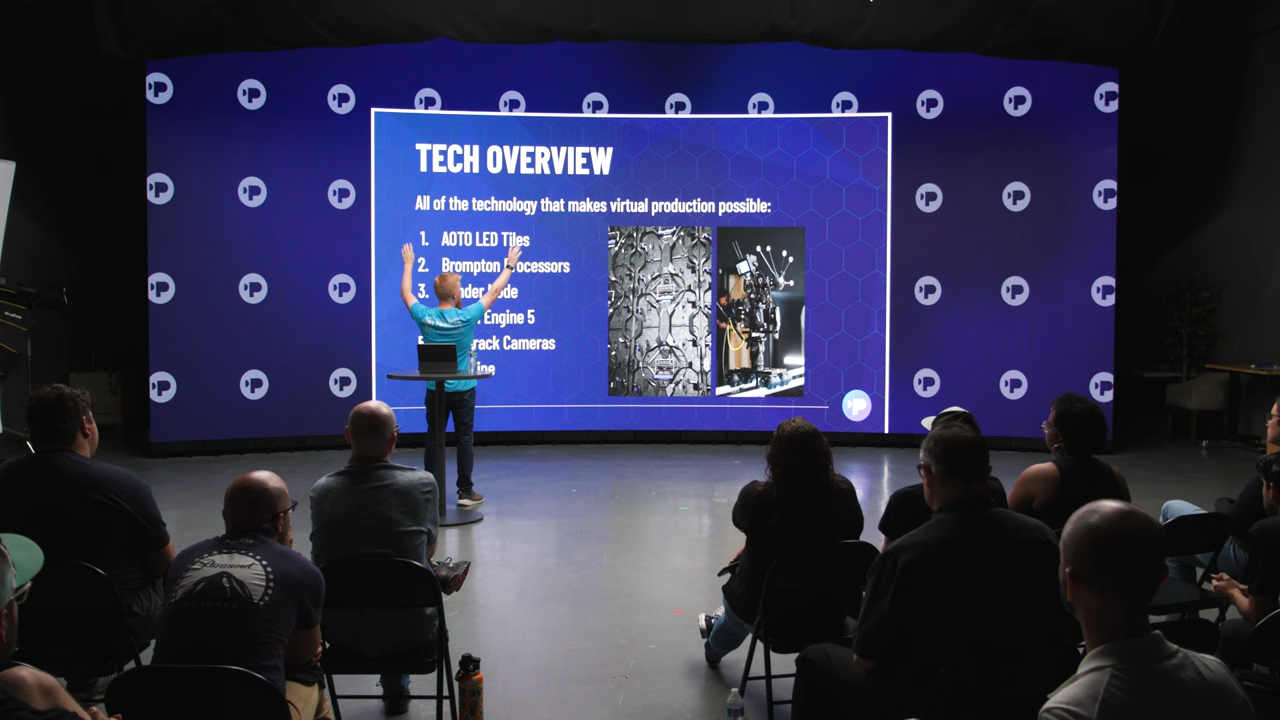 TECH OVERVIEW
All of the technology that makes virtual production possible:
1. AOTO LED Tiles
2. Brompton
3.
Engine 5
Cameras
Paramount
P